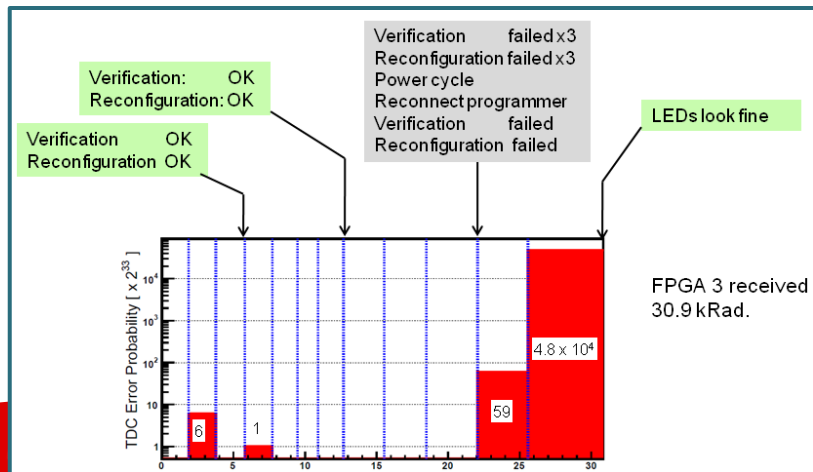 Verification failed x3
Reconfiguration failed x3
Power cycle
Reconnect programmer
Verification failed
Reconfiguration failed
Verification: OK
Reconfiguration: OK
LEDs look fine
Verification OK
Reconfiguration OK
TDC Error Probability [ x 2^33 ]
10^4
10^3
10^2
10
1
6
1
59
4.8 x 10^4
0 5 10 15 20 25 30
FPGA 3 received
30.9 kRad.